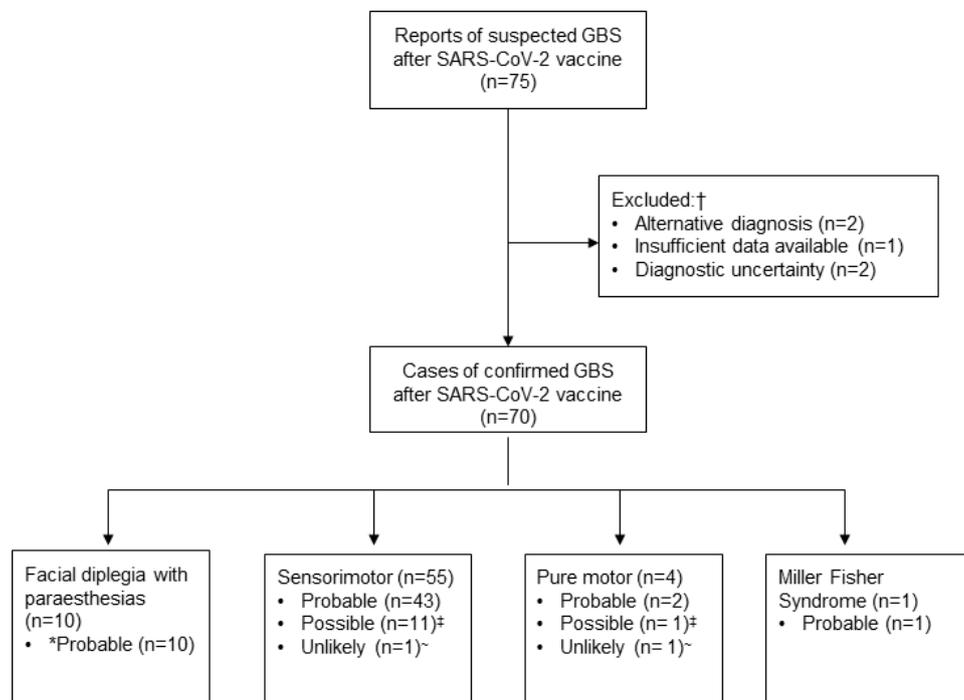 Reports of suspected GBS
after SARS-CoV-2 vaccine
(n=75)
Excluded:†
• Alternative diagnosis (n=2)
• Insufficient data available (n=1)
• Diagnostic uncertainty (n=2)
Cases of confirmed GBS
after SARS-CoV-2 vaccine
(n=70)
Facial diplegia with
paraesthesias
(n=10)
• *Probable (n=10)
Sensorimotor (n=55)
• Probable (n=43)
• Possible (n=11)‡
• Unlikely (n=1)~
Pure motor (n=4)
• Probable (n=2)
• Possible (n= 1)‡
• Unlikely (n= 1)~
Miller Fisher
Syndrome (n=1)
• Probable (n=1)